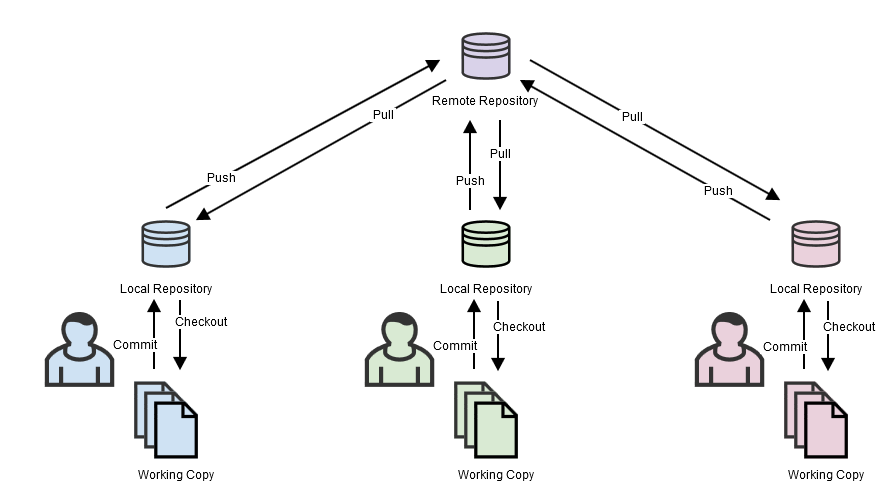 Remote Repository
Pull
Pull
Pull
Push
Push
Push
Local Repository
Local Repository
Local Repository
Checkout
Checkout
Checkout
Commit
Commit
Commit
Working Copy
Working Copy
Working Copy